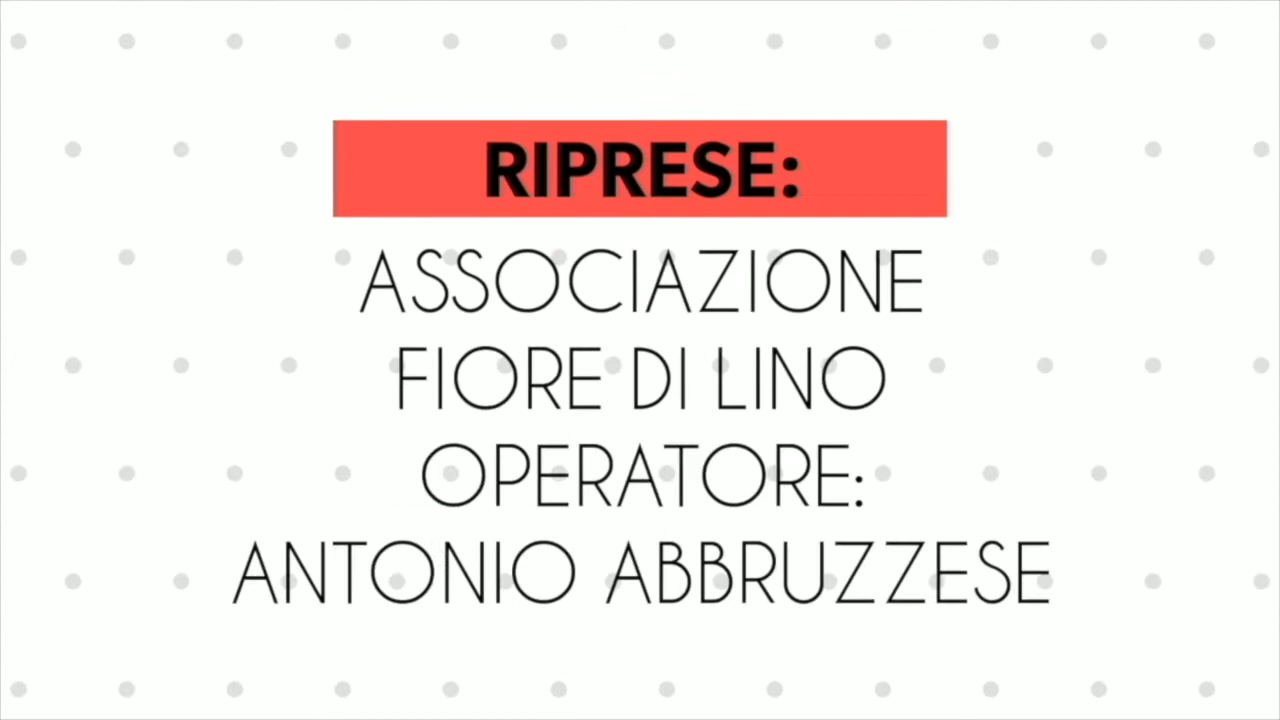 RIPRESE:
ASSOCIAZIONE
FIORE DI LINO
OPERATORE:
ANTONIO ABBRUZZESE